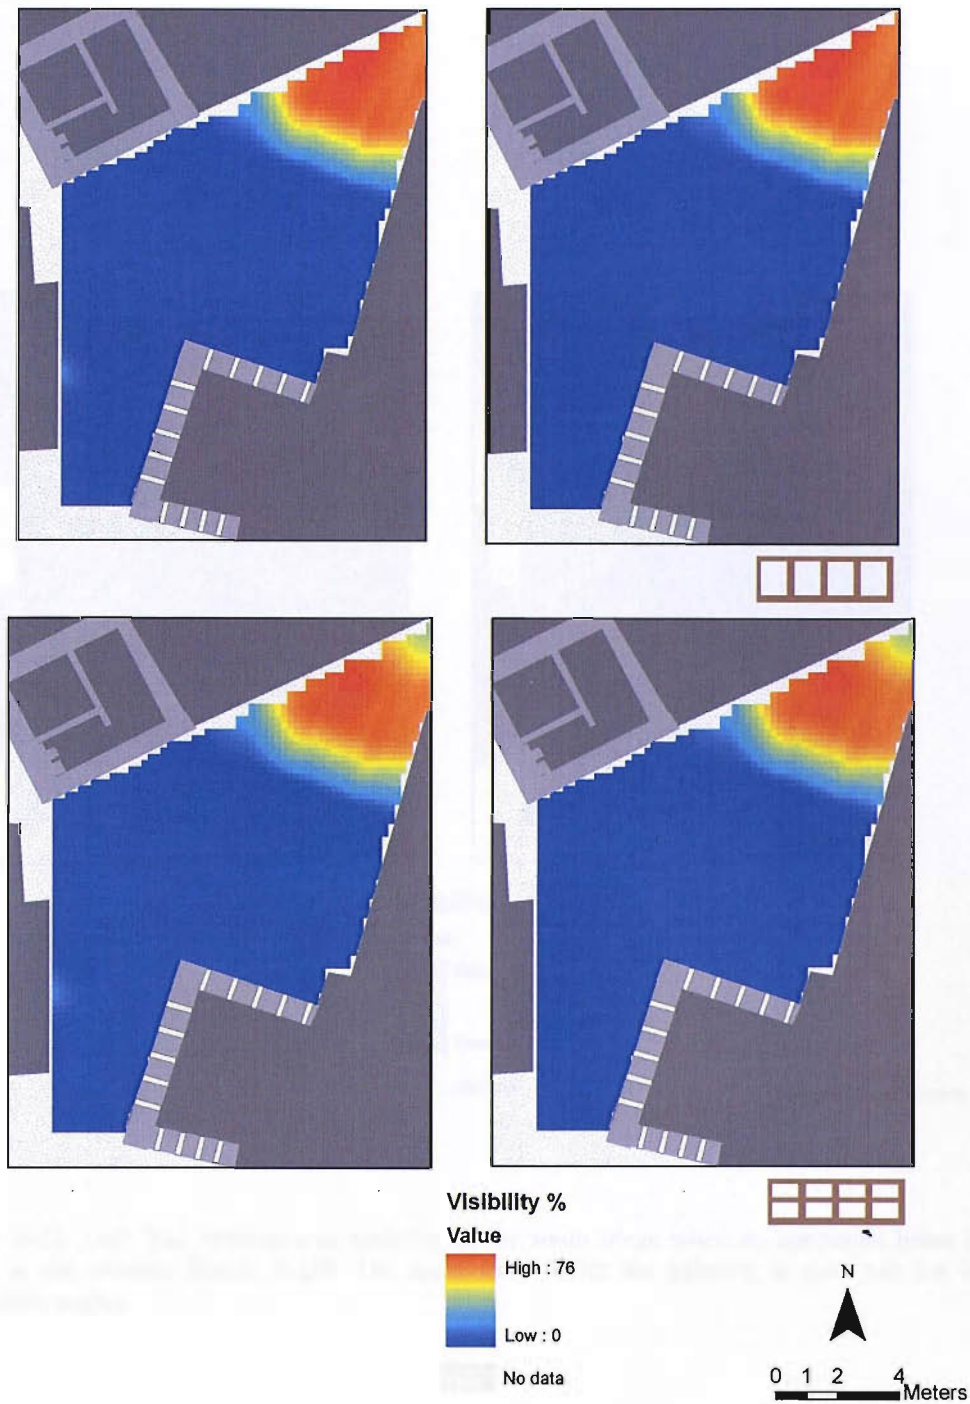 Visibility %
Value
High : 76
Low : 0
No data
N
0 1 2 4
Meters